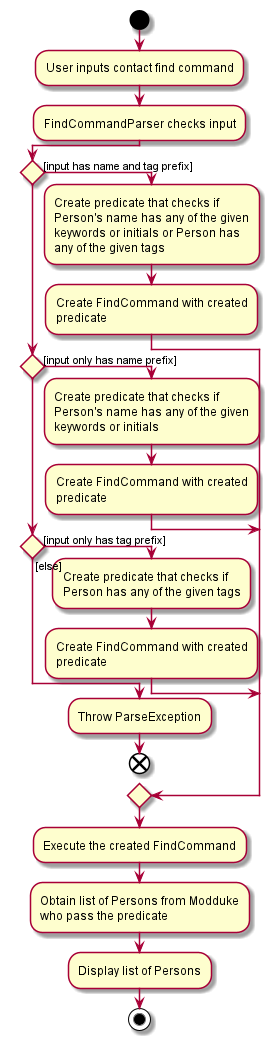 User inputs contact find command
FindCommandParser checks input
[input has name and tag prefix]
Create predicate that checks if
Person's name has any of the given
keywords or initials or Person has
any of the given tags
Create FindCommand with created
predicate
[input only has name prefix]
Create predicate that checks if
Person's name has any of the given
keywords or initials
Create FindCommand with created
predicate
[input only has tag prefix]
[else]
Create predicate that checks if
Person has any of the given tags
Create FindCommand with created
predicate
Throw ParseException
Execute the created FindCommand
Obtain list of Persons from Modduke
who pass the predicate
Display list of Persons